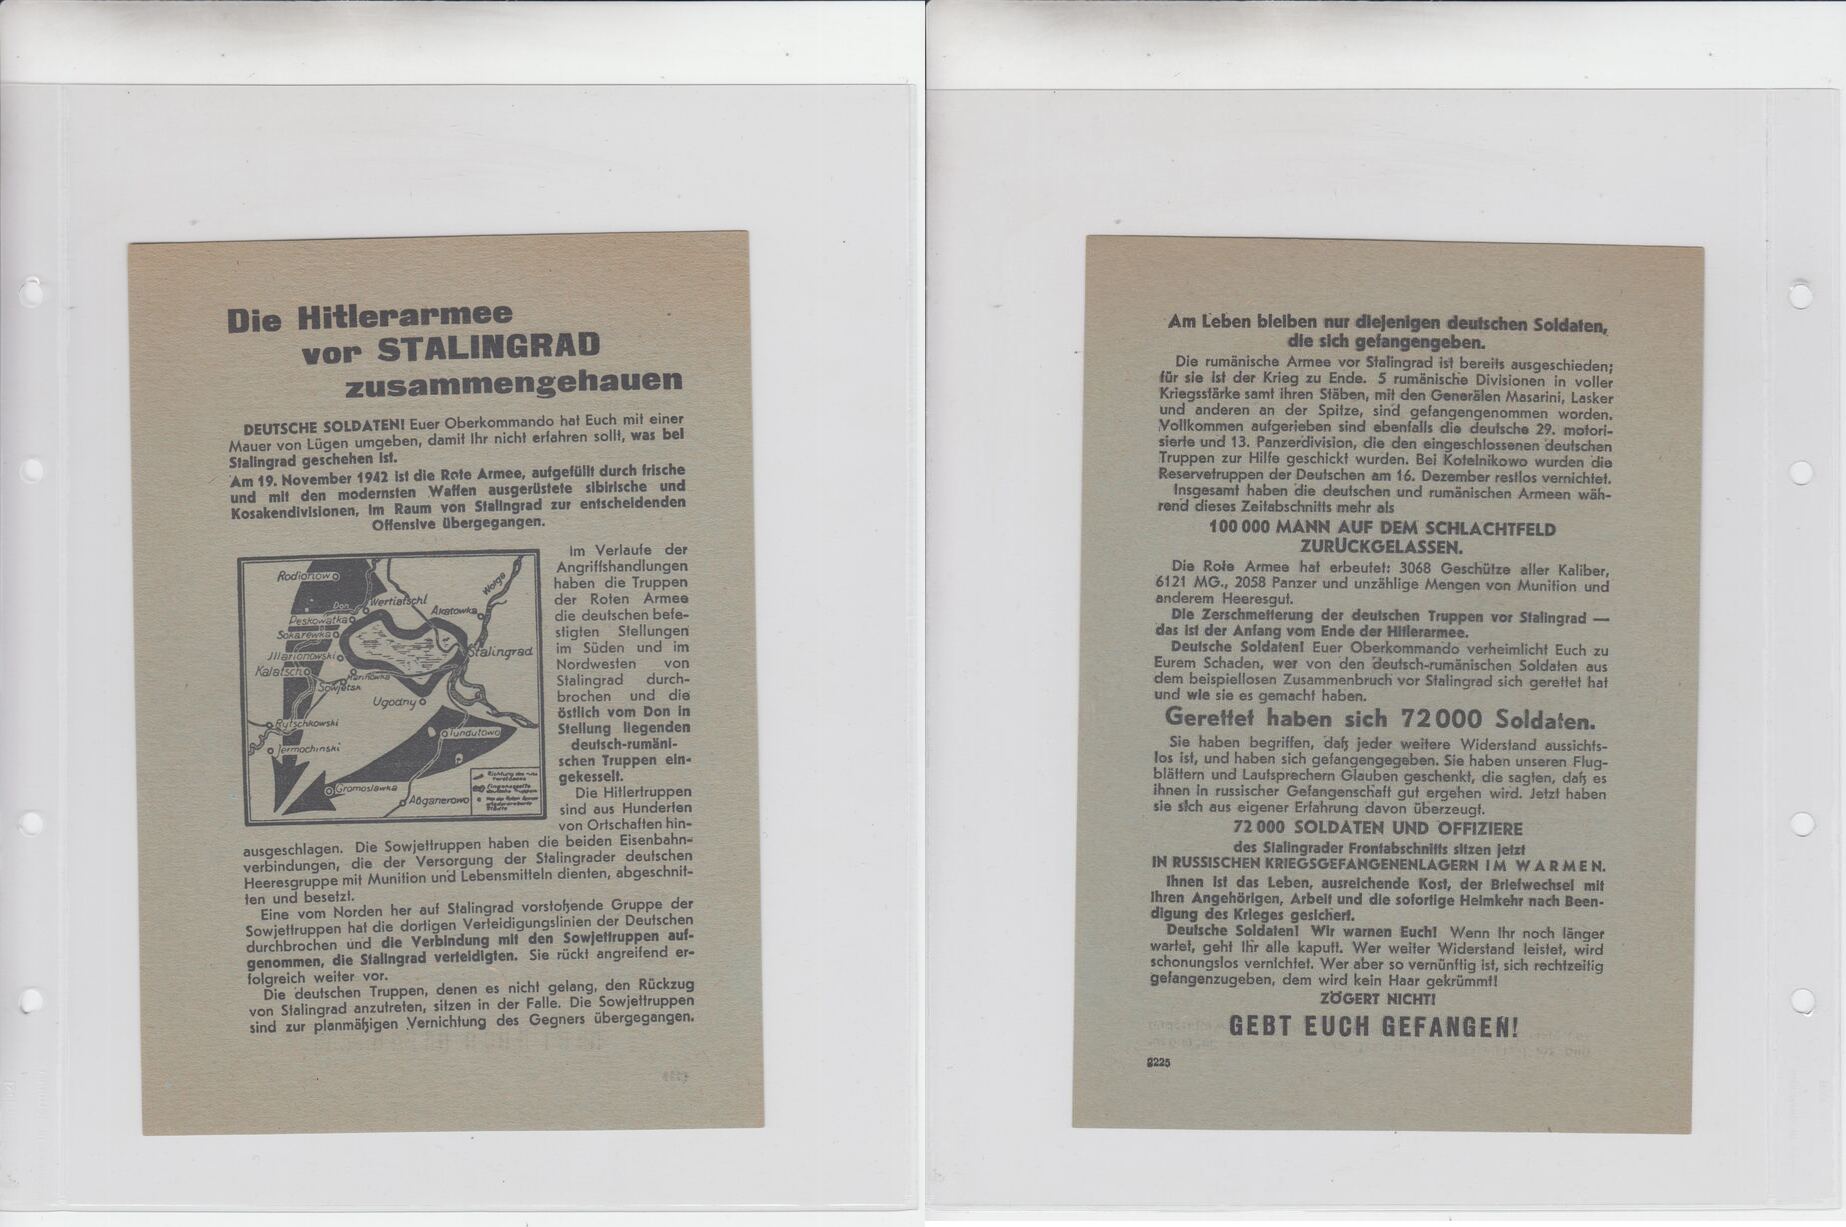 Die Hitlerarmee
vor STALINGRAD
zusammengehauen
DEUTSCHE SOLDATEN! Euer Oberkommando hat Euch mit einer
Mauer von Lügen umgeben, damit Ihr nicht erfahren sollt, was bei
Stalingrad geschehen ist.
Am 19. November 1942 ist die Rote Armee, aufgefüllt durch frische
und mit den modernsten Waffen ausgerüstete sibirische und
Kosakendivisionen, im Raum von Stalingrad zur entscheidenden
Offensive übergegangen.
Rodionow
Don
Wertiatschi
Wolga
Akatowka
Peskowatka
Sokarewka
Illarionowski
Stalingrad
Kalatsch
Marinowka
Sowjetsk
Ugodny
Rytschkowski
Tundutowo
Jermochinski
Gromoslawka
Abganerowo
Im Verlaufe der
Angriffshandlungen
haben die Truppen
der Roten Armee
die deutschen befe-
stigten Stellungen
im Süden und im
Nordwesten von
Stalingrad durch-
brochen und die
östlich vom Don in
Stellung liegenden
deutsch-rumäni-
schen Truppen ein-
gekesselt.
Die Hitlertruppen
sind aus Hunderten
von Ortschaften hin-
ausgeschlagen. Die Sowjettruppen haben die beiden Eisenbahn-
verbindungen, die der Versorgung der Stalingrader deutschen
Heeresgruppe mit Munition und Lebensmitteln dienten, abgeschnit-
ten und besetzt.
Eine vom Norden her auf Stalingrad vorstoßende Gruppe der
Sowjettruppen hat die dortigen Verteidigungslinien der Deutschen
durchbrochen und die Verbindung mit den Sowjettruppen auf-
genommen, die Stalingrad verteidigten. Sie rückt angreifend er-
folgreich weiter vor.
Die deutschen Truppen, denen es nicht gelang, den Rückzug
von Stalingrad anzutreten, sitzen in der Falle. Die Sowjettruppen
sind zur planmäßigen Vernichtung des Gegners übergegangen.
Am Leben bleiben nur diejenigen deutschen Soldaten,
die sich gefangengeben.
Die rumänische Armee vor Stalingrad ist bereits ausgeschieden;
für sie ist der Krieg zu Ende. 5 rumänische Divisionen in voller
Kriegsstärke samt ihren Stäben, mit den Generälen Masarini, Lasker
und anderen an der Spitze, sind gefangengenommen worden.
Vollkommen aufgerieben sind ebenfalls die deutsche 29. motori-
sierte und 13. Panzerdivision, die den eingeschlossenen deutschen
Truppen zur Hilfe geschickt wurden. Bei Kotelnikowo wurden die
Reservetruppen der Deutschen am 16. Dezember restlos vernichtet.
Insgesamt haben die deutschen und rumänischen Armeen wäh-
rend dieses Zeitabschnitts mehr als
100 000 MANN AUF DEM SCHLACHTFELD
ZURÜCKGELASSEN.
Die Rote Armee hat erbeutet: 3068 Geschütze aller Kaliber,
6121 MG., 2058 Panzer und unzählige Mengen von Munition und
anderem Heeresgut.
Die Zerschmetterung der deutschen Truppen vor Stalingrad —
das ist der Anfang vom Ende der Hitlerarmee.
Deutsche Soldaten! Euer Oberkommando verheimlicht Euch zu
Eurem Schaden, wer von den deutsch-rumänischen Soldaten aus
dem beispiellosen Zusammenbruch vor Stalingrad sich gerettet hat
und wie sie es gemacht haben.
Gerettet haben sich 72 000 Soldaten.
Sie haben begriffen, daß jeder weitere Widerstand aussichts-
los ist, und haben sich gefangengegeben. Sie haben unseren Flug-
blättern und Lautsprechern Glauben geschenkt, die sagten, daß es
ihnen in russischer Gefangenschaft gut ergehen wird. Jetzt haben
sie sich aus eigener Erfahrung davon überzeugt.
72 000 SOLDATEN UND OFFIZIERE
des Stalingrader Frontabschnitts sitzen jetzt
IN RUSSISCHEN KRIEGSGEFANGENENLAGERN IM WARMEN.
Ihnen ist das Leben, ausreichende Kost, der Briefwechsel mit
ihren Angehörigen, Arbeit und die sofortige Heimkehr nach Been-
digung des Krieges gesichert.
Deutsche Soldaten! Wir warnen Euch! Wenn Ihr noch länger
wartet, geht Ihr alle kaputt. Wer weiter Widerstand leistet, wird
schonungslos vernichtet. Wer aber so vernünftig ist, sich rechtzeitig
gefangenzugeben, dem wird kein Haar gekrümmt!
ZÖGERT NICHT!
GEBT EUCH GEFANGEN!
2225